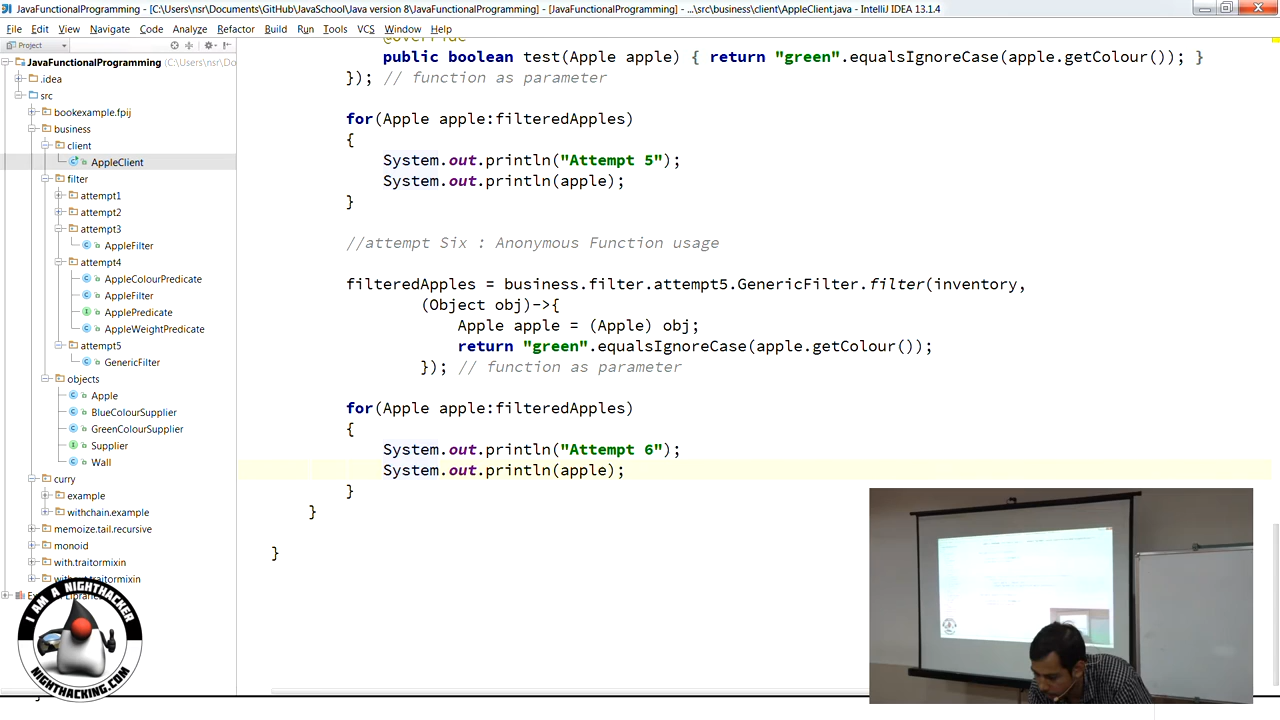 JavaFunctionalProgramming - [C:\Users\nsr\Documents\GitHub\JavaSchool\Java version 8\JavaFunctionalProgramming] - [JavaFunctionalProgramming] - ...\src\business\client\AppleClient.java - IntelliJ IDEA 13.1.4
File Edit View Navigate Code Analyze Refactor Build Run Tools VCS Window Help
Project
JavaFunctionalProgramming (C:\Users\nsr\Do
.idea
src
bookexample.fpij
business
client
AppleClient
filter
attempt1
attempt2
attempt3
AppleFilter
attempt4
AppleColourPredicate
AppleFilter
ApplePredicate
AppleWeightPredicate
attempt5
GenericFilter
objects
Apple
BlueColourSupplier
GreenColourSupplier
Supplier
Wall
curry
example
withchain.example
memoize.tail.recursive
monoid
with.traitormixin
public boolean test(Apple apple) { return "green".equalsIgnoreCase(apple.getColour()); }
}); // function as parameter
for(Apple apple:filteredApples)
{
System.out.println("Attempt 5");
System.out.println(apple);
}
//attempt Six : Anonymous Function usage
filteredApples = business.filter.attempt5.GenericFilter.filter(inventory,
(Object obj)->{
Apple apple = (Apple) obj;
return "green".equalsIgnoreCase(apple.getColour());
}); // function as parameter
for(Apple apple:filteredApples)
{
System.out.println("Attempt 6");
System.out.println(apple);
}
}
}
I AM A NIGHTHACKER
NIGHTHACKING.COM